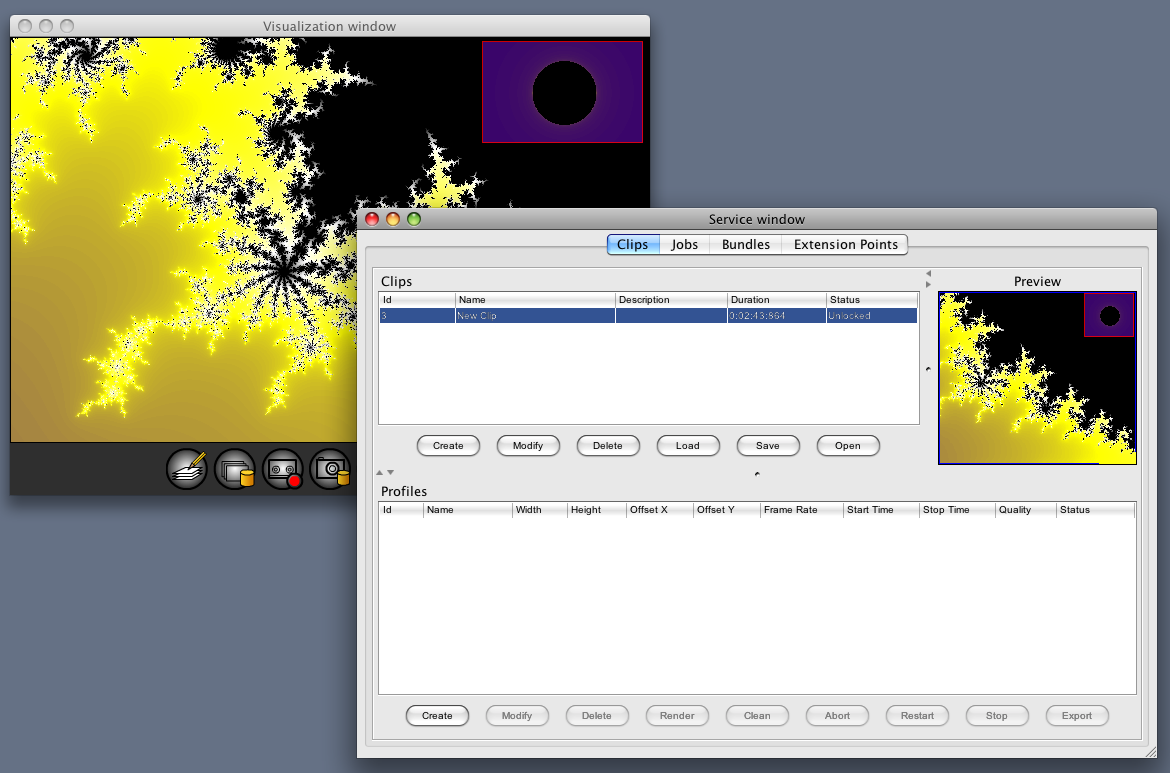 Visualization window
Service window
Clips Jobs Bundles Extension Points
Clips
Id Name Description Duration Status
3 New Clip 0:02:43:864 Unlocked
Preview
Create Modify Delete Load Save Open
Profiles
Id Name Width Height Offset X Offset Y Frame Rate Start Time Stop Time Quality Status
Create Modify Delete Render Clean Abort Restart Stop Export